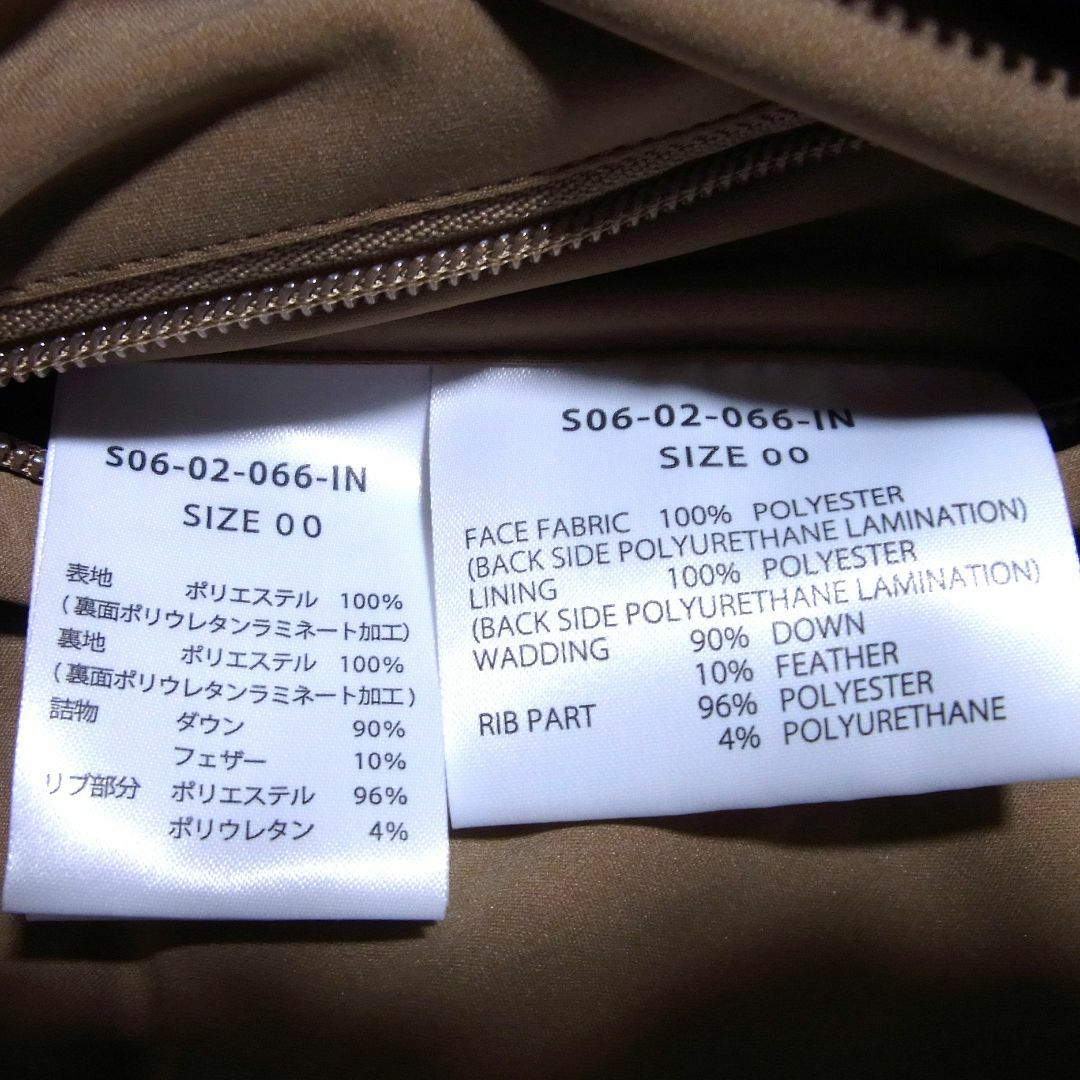 S06-02-066-IN
SIZE 00
表地 ポリエステル 100%
(裏面ポリウレタンラミネート加工)
裏地 ポリエステル 100%
(裏面ポリウレタンラミネート加工)
詰物 ダウン 90%
フェザー 10%
リブ部分 ポリエステル 96%
ポリウレタン 4%
S06-02-066-IN
SIZE 00
FACE FABRIC 100% POLYESTER
(BACK SIDE POLYURETHANE LAMINATION)
LINING 100% POLYESTER
(BACK SIDE POLYURETHANE LAMINATION)
WADDING 90% DOWN
10% FEATHER
RIB PART 96% POLYESTER
4% POLYURETHANE